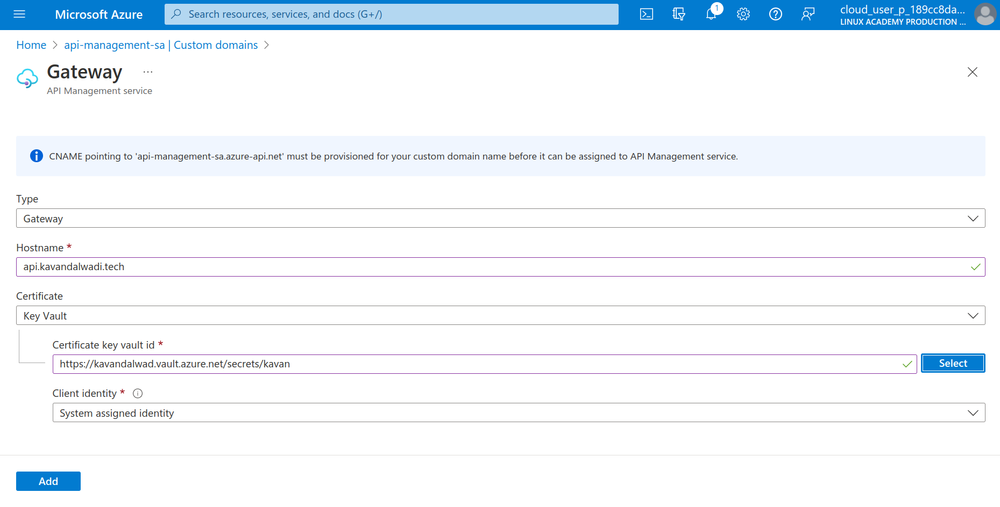 Microsoft Azure
Search resources, services, and docs (G+/)
1
cloud_user_p_189cc8da...
LINUX ACADEMY PRODUCTION ...
Home > api-management-sa | Custom domains >
Gateway ...
API Management service
CNAME pointing to 'api-management-sa.azure-api.net' must be provisioned for your custom domain name before it can be assigned to API Management service.
Type
Gateway
Hostname *
api.kavandalwadi.tech
Certificate
Key Vault
Certificate key vault id *
https://kavandalwad.vault.azure.net/secrets/kavan
Select
Client identity *
System assigned identity
Add